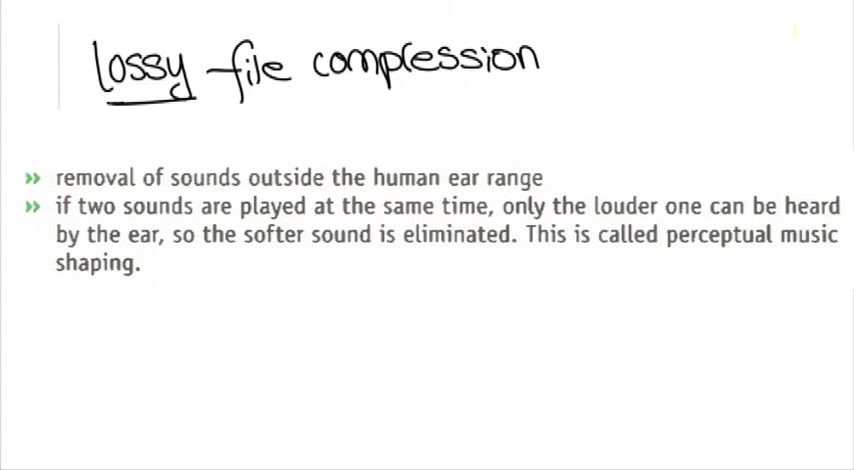 lossy file compression
» removal of sounds outside the human ear range
» if two sounds are played at the same time, only the louder one can be heard
by the ear, so the softer sound is eliminated. This is called perceptual music
shaping.